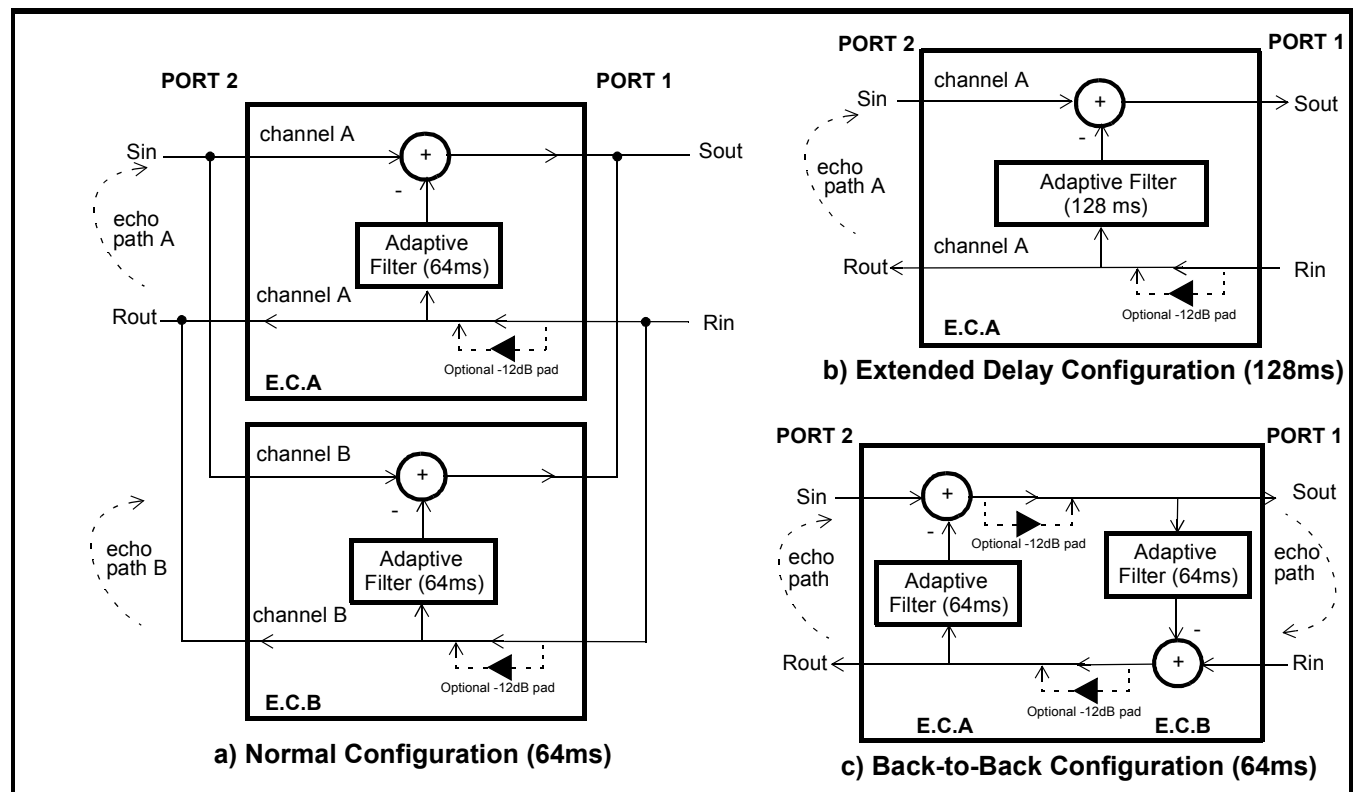 PORT 2
PORT 1
Sin
channel A
+
-
Sout
echo
path A
Adaptive
Filter (64ms)
channel A
Rout
Rin
Optional -12dB pad
E.C.A
channel B
+
-
echo
path B
Adaptive
Filter (64ms)
channel B
Optional -12dB pad
E.C.B
a) Normal Configuration (64ms)
PORT 2
PORT 1
Sin
channel A
+
-
Sout
echo
path A
Adaptive Filter
(128 ms)
channel A
Rout
Rin
Optional -12dB pad
E.C.A
b) Extended Delay Configuration (128ms)
PORT 2
PORT 1
Sin
+
-
Sout
Optional -12dB pad
echo
path
Adaptive
Filter (64ms)
Adaptive
Filter (64ms)
echo
path
-
+
Rout
Rin
Optional -12dB pad
E.C.A
E.C.B
c) Back-to-Back Configuration (64ms)